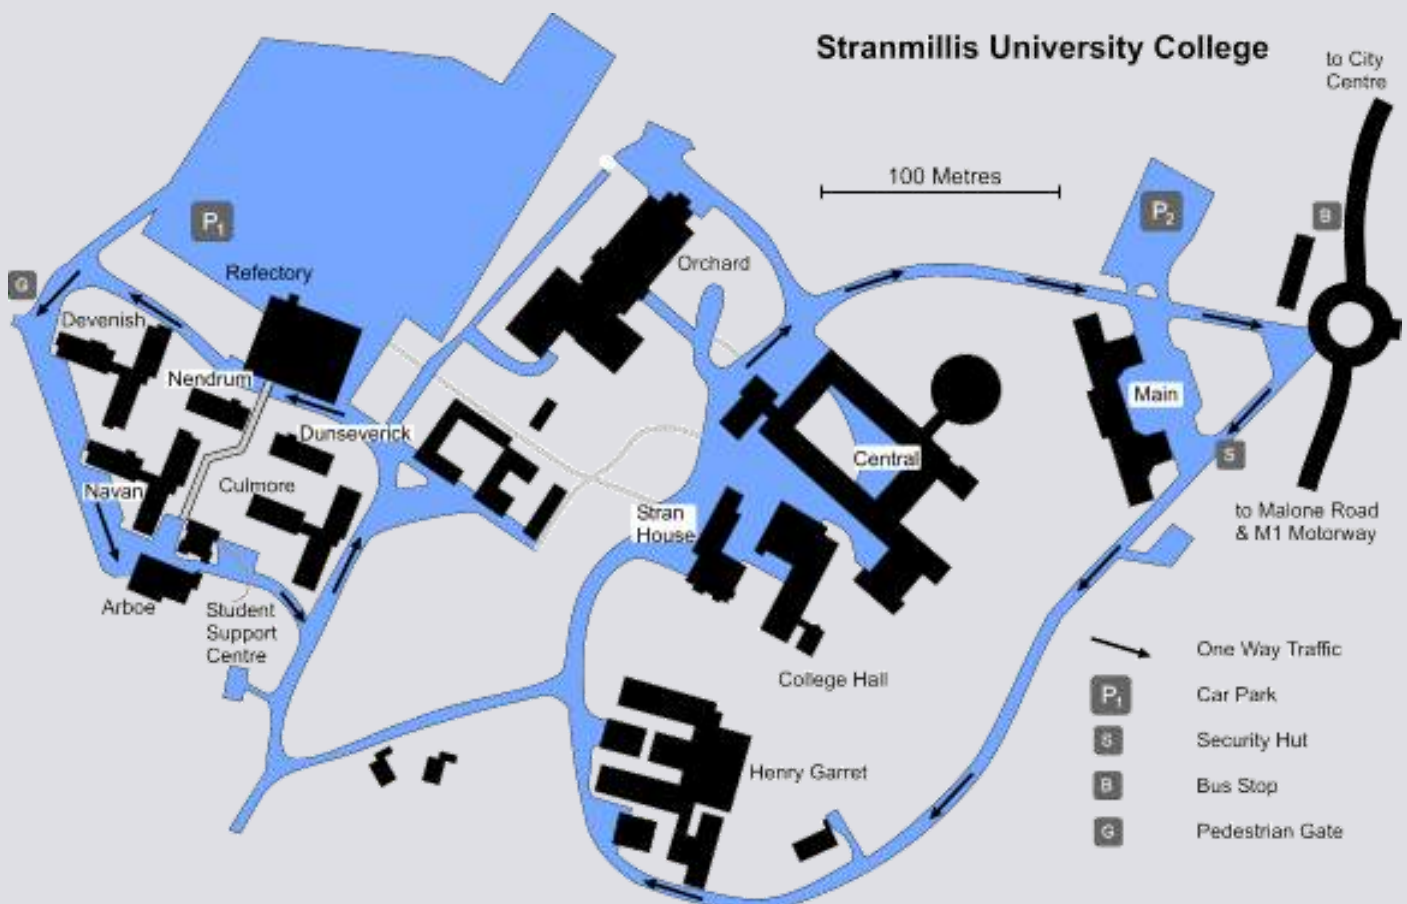 Stranmillis University College
to City
Centre
100 Metres
P1
P2
B
Refectory
Orchard
G
Devenish
Nendrum
Main
Dunseverick
Central
S
Culmore
Navan
Stran
House
to Malone Road
& M1 Motorway
Arboe
Student
Support
Centre
College Hall
Henry Garret
One Way Traffic
P1 Car Park
S Security Hut
B Bus Stop
G Pedestrian Gate